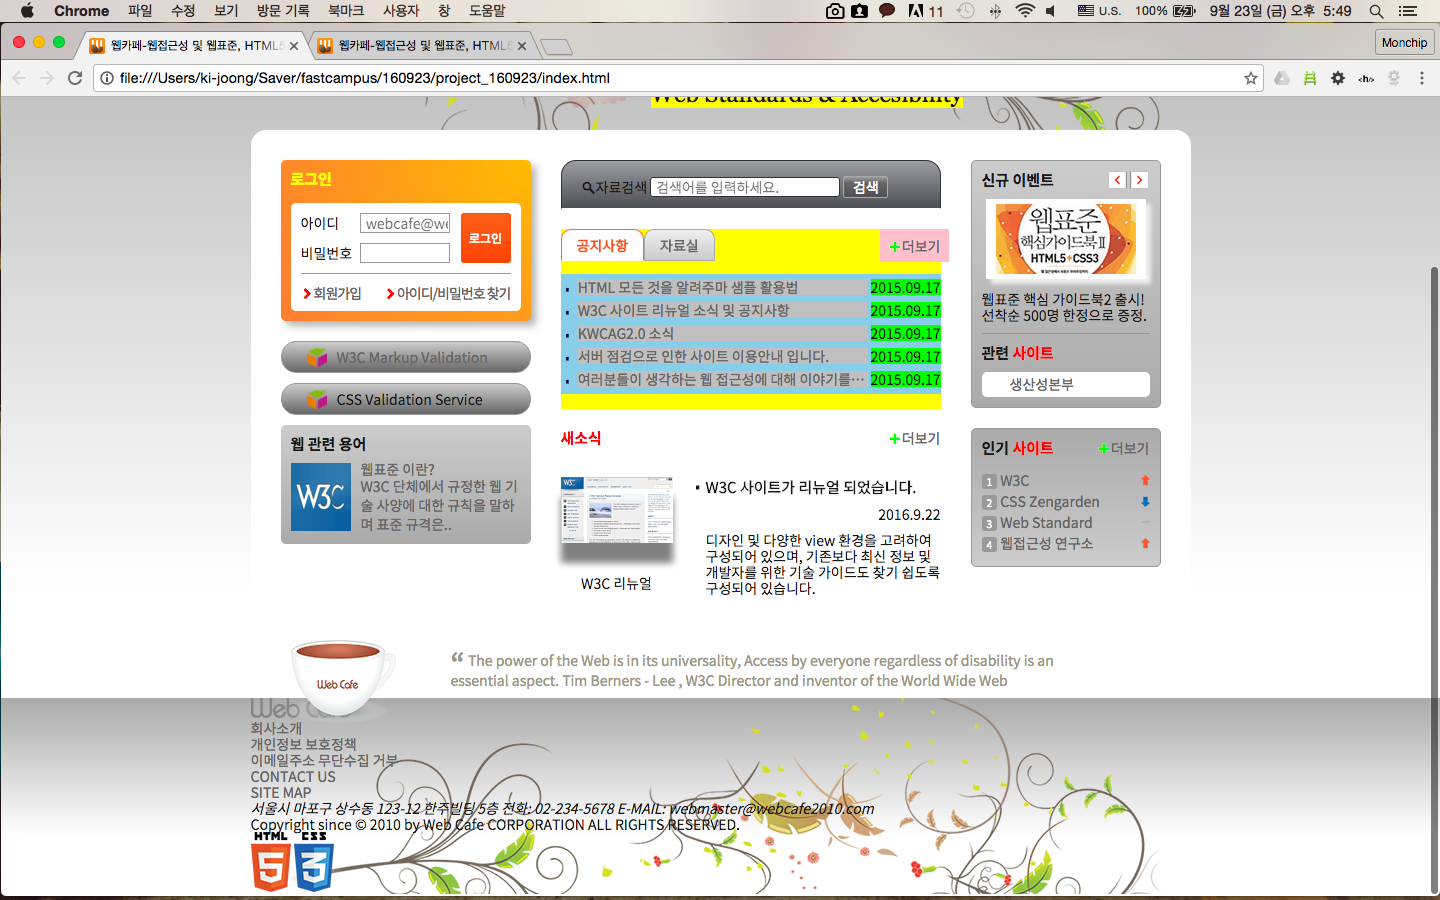 Chrome 파일 수정 보기 방문 기록 북마크 사용자 창 도움말 11 U.S. 100% 9월 23일 (금) 오후 5:49
웹카페-웹접근성 및 웹표준, HTML5 웹카페-웹접근성 및 웹표준, HTML5 Monchip
file:///Users/ki-joong/Saver/fastcampus/160923/project_160923/index.html
Web Standards & Accesibility
로그인
아이디 webcafe@we
비밀번호
로그인
회원가입 아이디/비밀번호 찾기
W3C Markup Validation
CSS Validation Service
웹 관련 용어
W3C
웹표준 이란?
W3C 단체에서 규정한 웹 기
술 사양에 대한 규칙을 말하
며 표준 규격은..
자료검색 검색어를 입력하세요. 검색
공지사항 자료실 +더보기
HTML 모든 것을 알려주마 샘플 활용법 2015.09.17
W3C 사이트 리뉴얼 소식 및 공지사항 2015.09.17
KWCAG2.0 소식 2015.09.17
서버 점검으로 인한 사이트 이용안내 입니다. 2015.09.17
여러분들이 생각하는 웹 접근성에 대해 이야기를… 2015.09.17
새소식 +더보기
W3C 리뉴얼
W3C 사이트가 리뉴얼 되었습니다.
2016.9.22
디자인 및 다양한 view 환경을 고려하여
구성되어 있으며, 기존보다 최신 정보 및
개발자를 위한 기술 가이드도 찾기 쉽도록
구성되어 있습니다.
신규 이벤트
웹표준
핵심가이드북 II
HTML5+CSS3
웹표준 핵심 가이드북2 출시!
선착순 500명 한정으로 증정.
관련 사이트
생산성본부
인기 사이트 +더보기
1 W3C
2 CSS Zengarden
3 Web Standard
4 웹접근성 연구소
Web Cafe
“ The power of the Web is in its universality, Access by everyone regardless of disability is an
essential aspect. Tim Berners - Lee , W3C Director and inventor of the World Wide Web
Web Cafe
회사소개
개인정보 보호정책
이메일주소 무단수집 거부
CONTACT US
SITE MAP
서울시 마포구 상수동 123-12 한주빌딩 5층 전화: 02-234-5678 E-MAIL: webmaster@webcafe2010.com
Copyright since © 2010 by Web Cafe CORPORATION ALL RIGHTS RESERVED.
HTML CSS
5 3